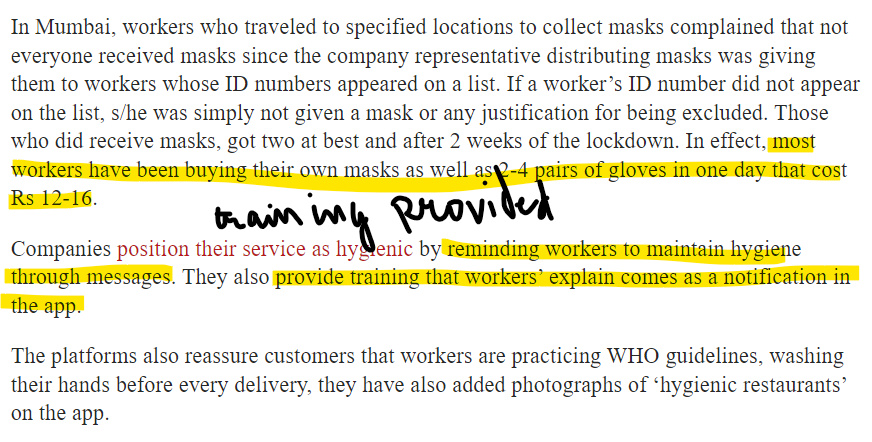 In Mumbai, workers who traveled to specified locations to collect masks complained that not
everyone received masks since the company representative distributing masks was giving
them to workers whose ID numbers appeared on a list. If a worker’s ID number did not appear
on the list, s/he was simply not given a mask or any justification for being excluded. Those
who did receive masks, got two at best and after 2 weeks of the lockdown. In effect, most
workers have been buying their own masks as well as 2-4 pairs of gloves in one day that cost
Rs 12-16.
training provided
Companies position their service as hygienic by reminding workers to maintain hygiene
through messages. They also provide training that workers’ explain comes as a notification in
the app.
The platforms also reassure customers that workers are practicing WHO guidelines, washing
their hands before every delivery, they have also added photographs of ‘hygienic restaurants’
on the app.